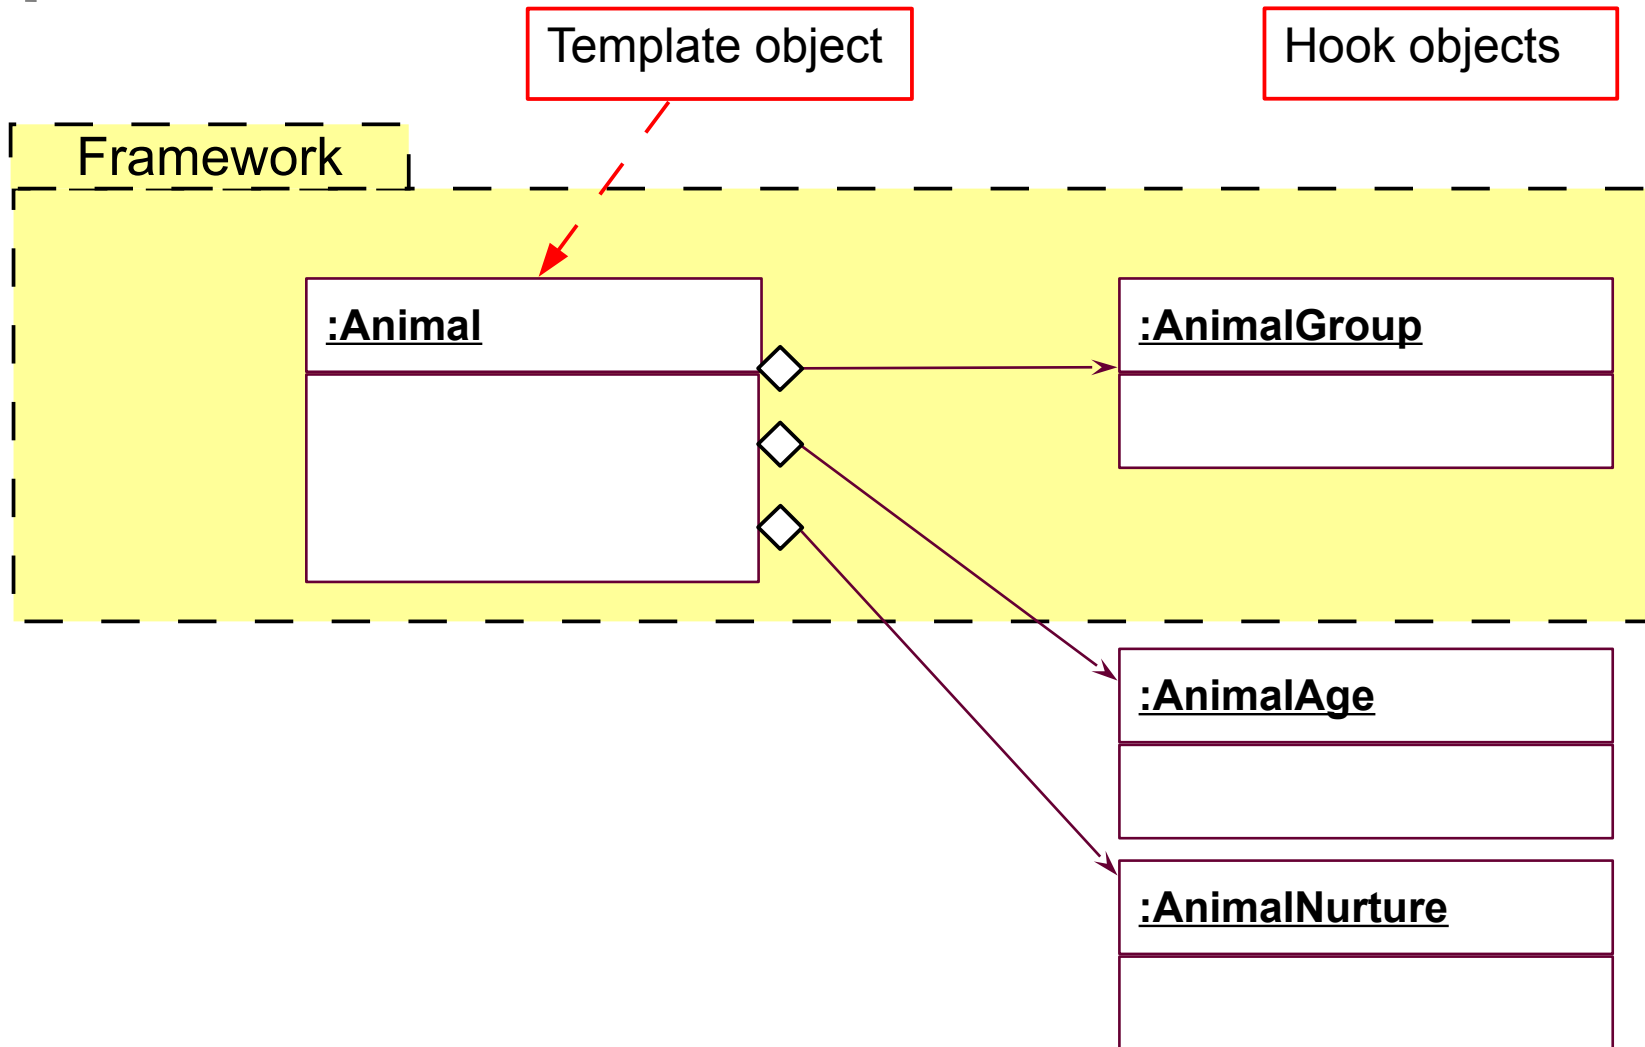 Template object
Hook objects
Framework
:Animal
:AnimalGroup
:AnimalAge
:AnimalNurture